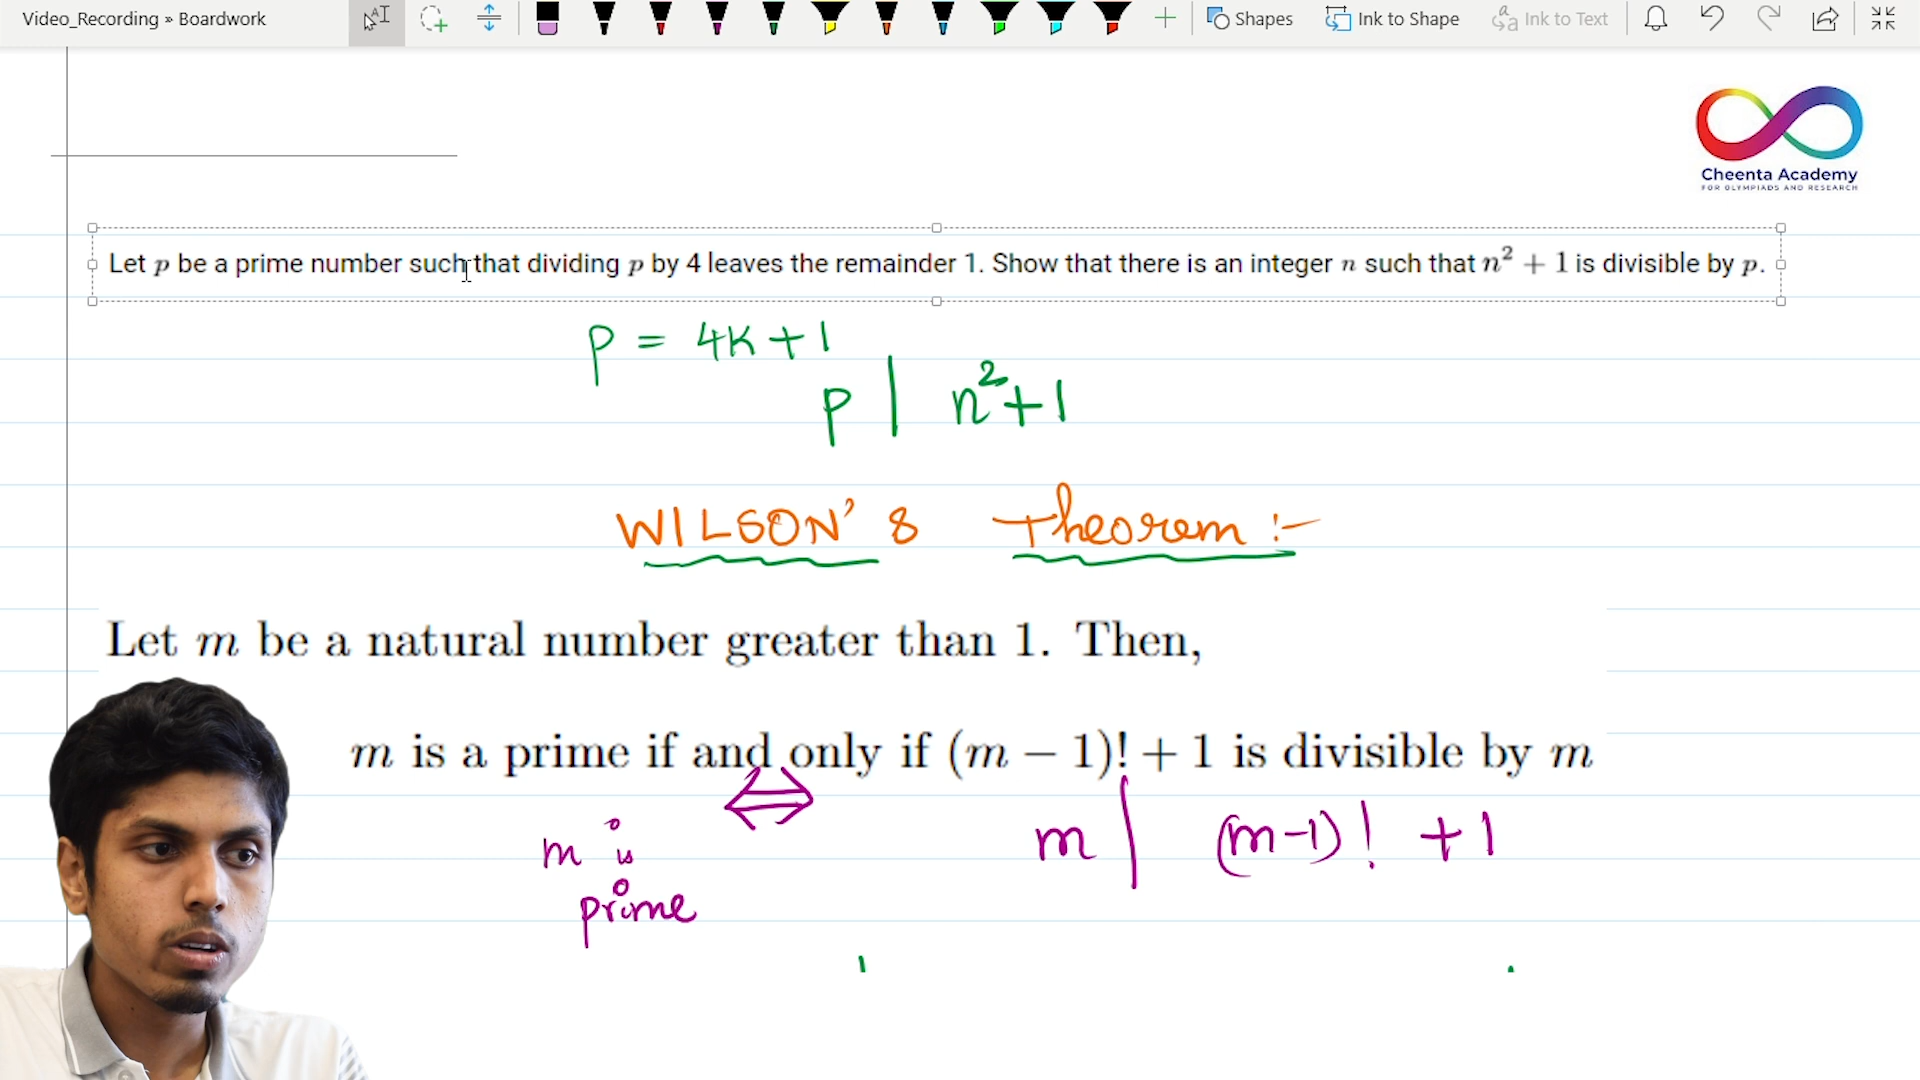 Video_Recording » Boardwork
Shapes
Ink to Shape
Ink to Text
Cheenta Academy
FOR OLYMPIADS AND RESEARCH
Let p be a prime number such that dividing p by 4 leaves the remainder 1. Show that there is an integer n such that n² + 1 is divisible by p.
p = 4K+1
p | n²+1
WILSON'S Theorem :-
Let m be a natural number greater than 1. Then,
m is a prime if and only if (m − 1)! + 1 is divisible by m
m is prime ⇔ m | (m-1)! +1